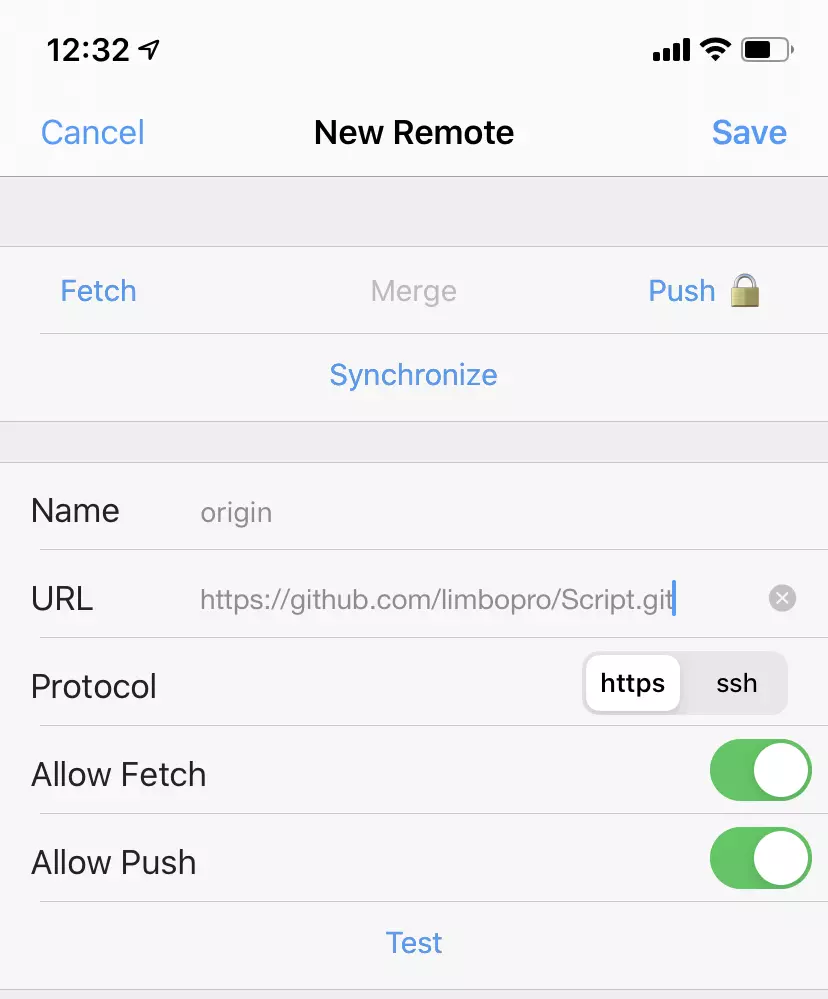 12:32
Cancel New Remote Save
Fetch Merge Push
Synchronize
Name origin
URL https://github.com/limbopro/Script.git
Protocol https ssh
Allow Fetch
Allow Push
Test